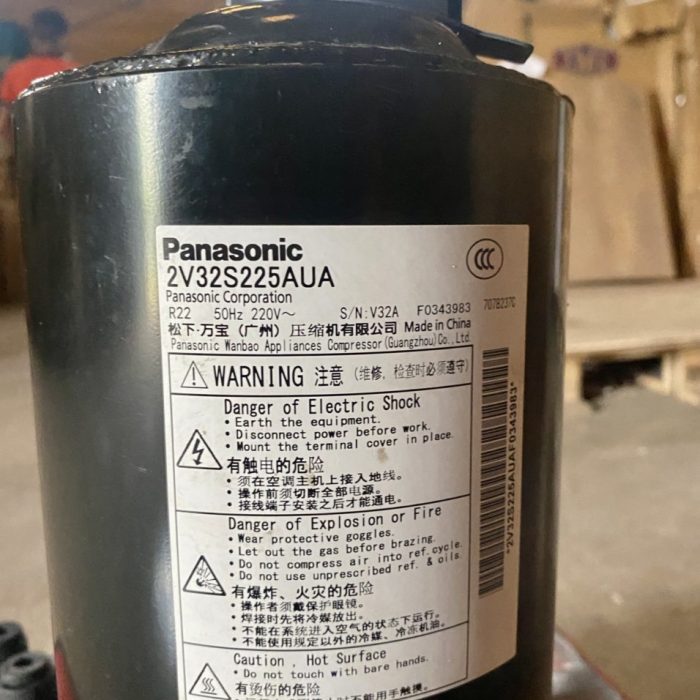 Panasonic
2V32S225AUA
Panasonic Corporation
R22 50Hz 220V～ S/N:V32A F0343983 7078237C
松下·万宝（广州）压缩机有限公司 Made in China
Panasonic Wanbao Appliances Compressor(Guangzhou)Co.,Ltd.
WARNING 注意（维修，检查时必须遵守）
Danger of Electric Shock
• Earth the equipment.
• Disconnect power before work.
• Mount the terminal cover in place.
有触电的危险
• 须在空调主机上接入地线。
• 操作前须切断全部电源。
• 接线端子安装之后才能通电。
Danger of Explosion or Fire
• Wear protective goggles.
• Let out the gas before brazing.
• Do not compress air into ref.cycle.
• Do not use unprescribed ref. & oils.
有爆炸、火灾的危险
• 操作者须戴保护眼镜。
• 焊接时先将冷媒放出。
• 不能在系统进入空气的状态下运行。
• 不能使用规定以外的冷媒、冷冻机油。
Caution , Hot Surface
• Do not touch with bare hands.
有烫伤的危险
不能用手触摸。
*2V32S225AUAF0343983*